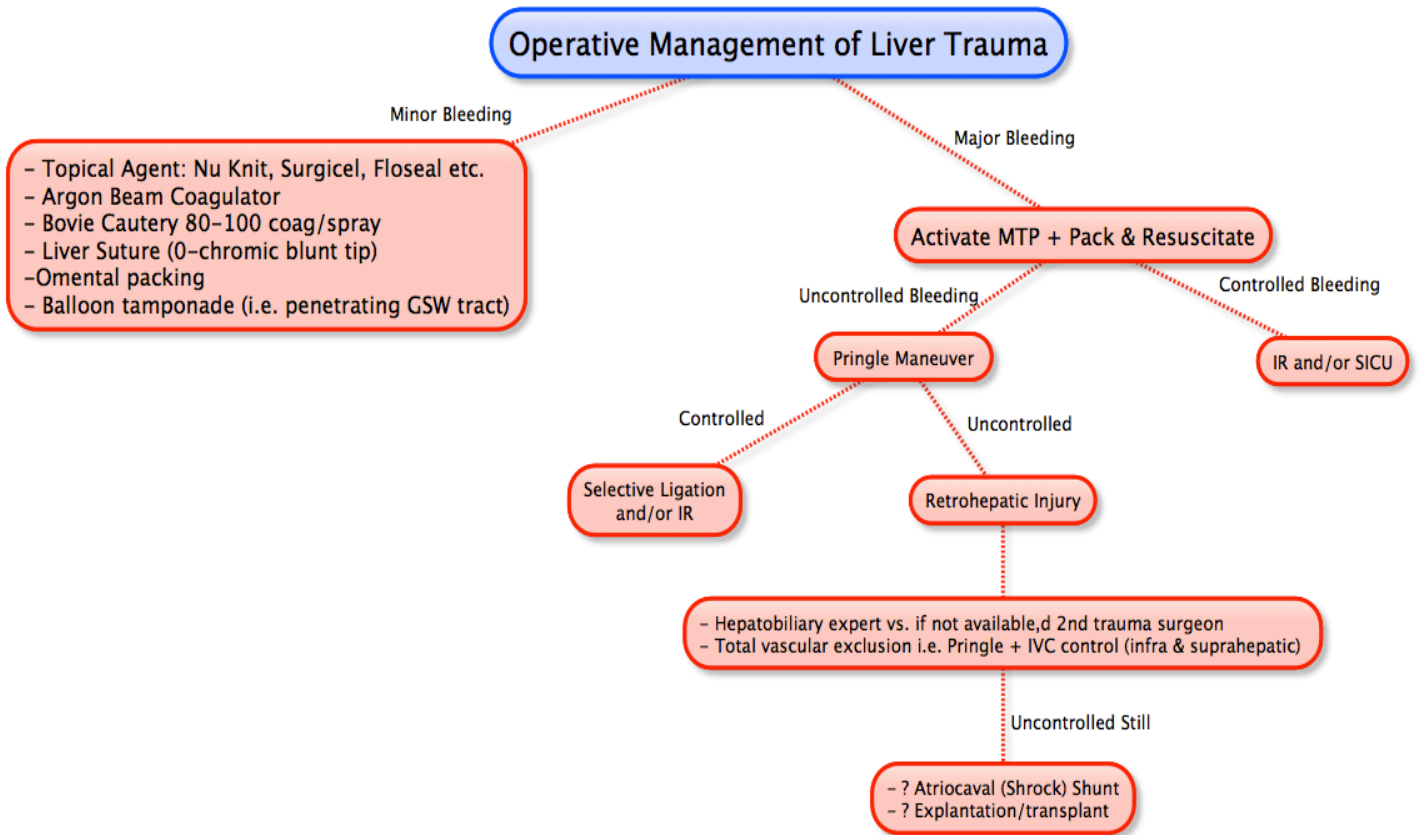 Operative Management of Liver Trauma
Minor Bleeding
Major Bleeding
– Topical Agent: Nu Knit, Surgicel, Floseal etc.
– Argon Beam Coagulator
– Bovie Cautery 80–100 coag/spray
– Liver Suture (0–chromic blunt tip)
–Omental packing
– Balloon tamponade (i.e. penetrating GSW tract)
Activate MTP + Pack & Resuscitate
Uncontrolled Bleeding
Controlled Bleeding
Pringle Maneuver
IR and/or SICU
Controlled
Uncontrolled
Selective Ligation
and/or IR
Retrohepatic Injury
– Hepatobiliary expert vs. if not available,d 2nd trauma surgeon
– Total vascular exclusion i.e. Pringle + IVC control (infra & suprahepatic)
Uncontrolled Still
– ? Atriocaval (Shrock) Shunt
– ? Explantation/transplant